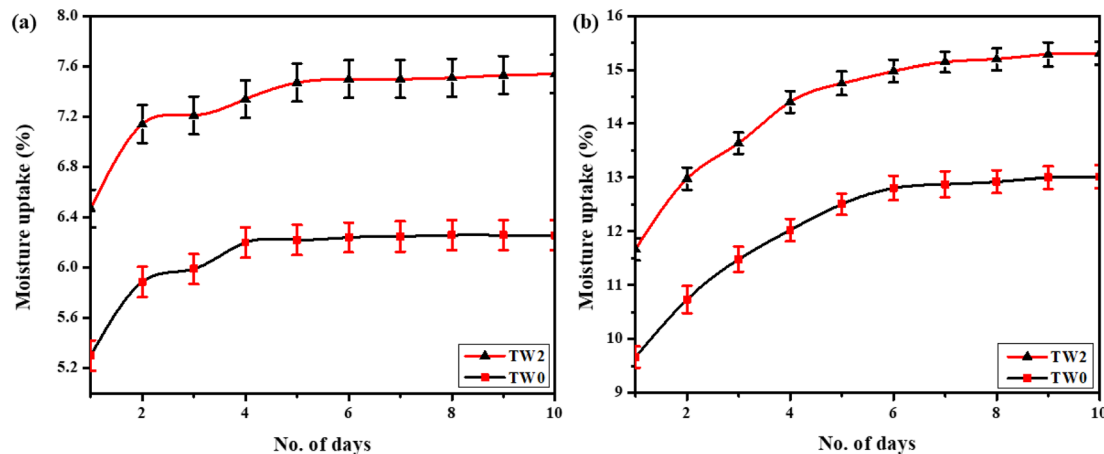 (a)
Moisture uptake (%)
8.0
7.6
7.2
6.8
6.4
6.0
5.6
5.2
2 4 6 8 10
No. of days
TW2
TW0
(b)
Moisture uptake (%)
16
15
14
13
12
11
10
9
2 4 6 8 10
No. of days
TW2
TW0